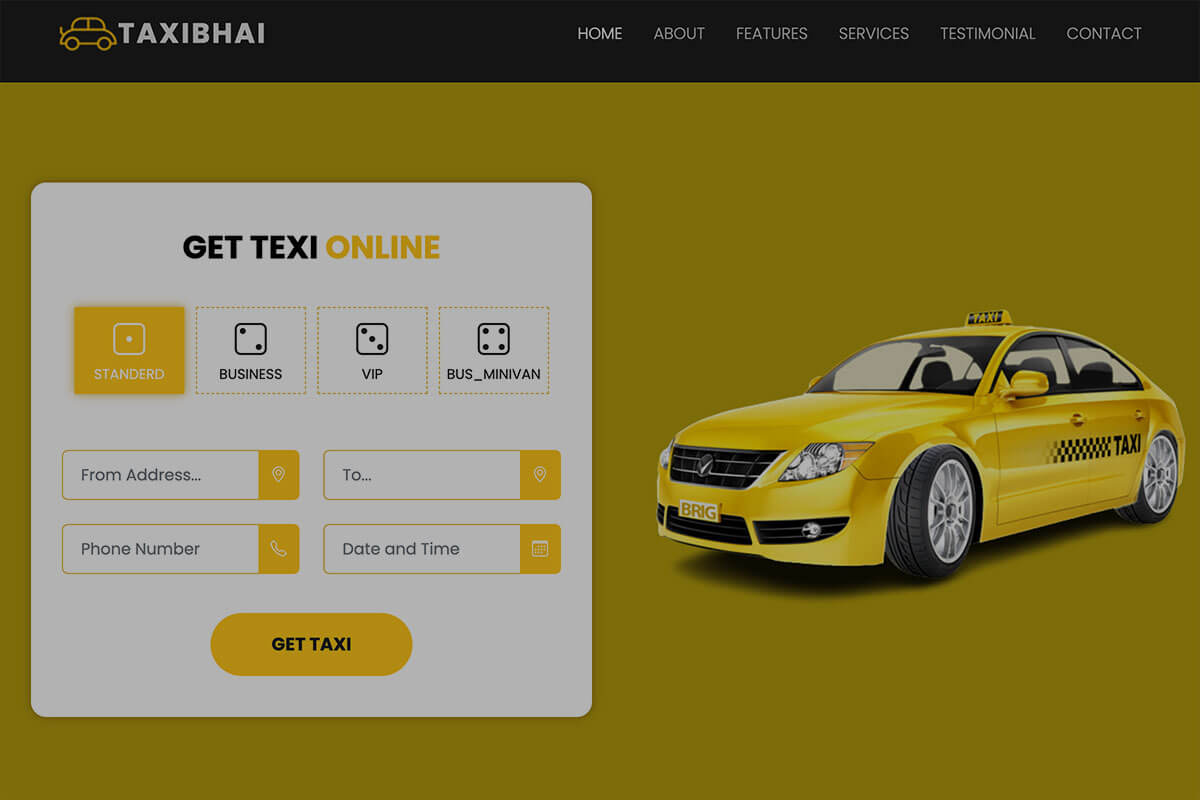 TAXIBHAI
HOME ABOUT FEATURES SERVICES TESTIMONIAL CONTACT
GET TEXI ONLINE
STANDERD BUSINESS VIP BUS_MINIVAN
From Address... To...
Phone Number Date and Time
GET TAXI
TAXI
TAXI
BRIG